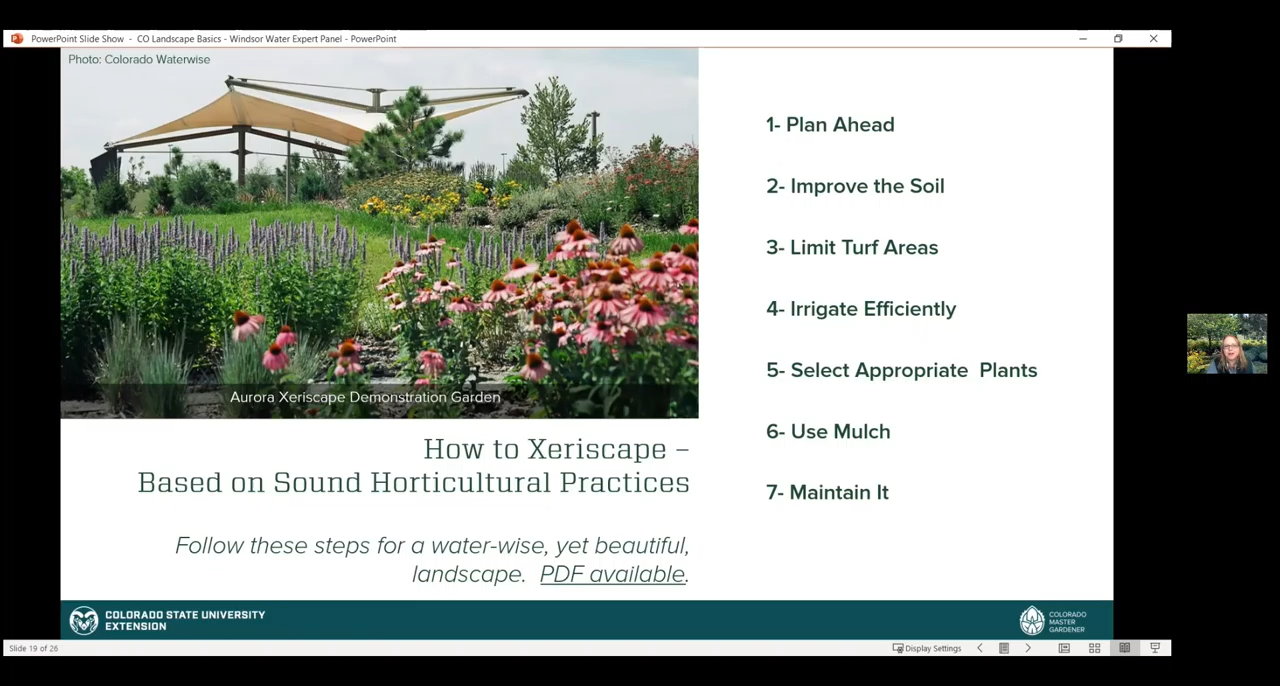 PowerPoint Slide Show - CO Landscape Basics - Windsor Water Expert Panel - PowerPoint
Photo: Colorado Waterwise
Aurora Xeriscape Demonstration Garden
How to Xeriscape –
Based on Sound Horticultural Practices
Follow these steps for a water-wise, yet beautiful,
landscape. PDF available.
1- Plan Ahead
2- Improve the Soil
3- Limit Turf Areas
4- Irrigate Efficiently
5- Select Appropriate Plants
6- Use Mulch
7- Maintain It
COLORADO STATE UNIVERSITY
EXTENSION
COLORADO
MASTER
GARDENER
Slide 19 of 26
Display Settings